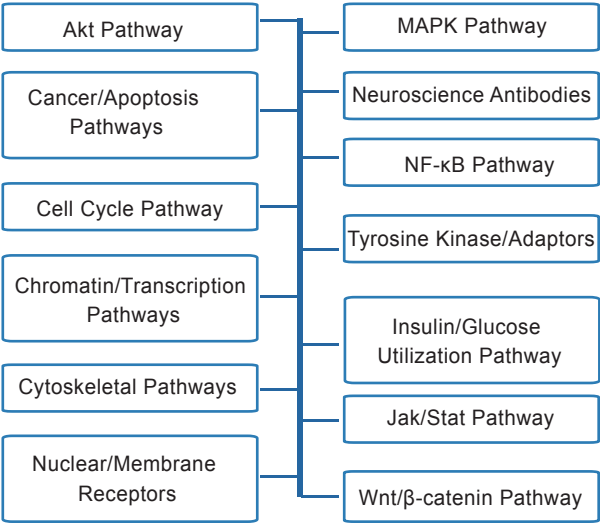 Akt Pathway
Cancer/Apoptosis
Pathways
Cell Cycle Pathway
Chromatin/Transcription
Pathways
Cytoskeletal Pathways
Nuclear/Membrane
Receptors
MAPK Pathway
Neuroscience Antibodies
NF-κB Pathway
Tyrosine Kinase/Adaptors
Insulin/Glucose
Utilization Pathway
Jak/Stat Pathway
Wnt/β-catenin Pathway